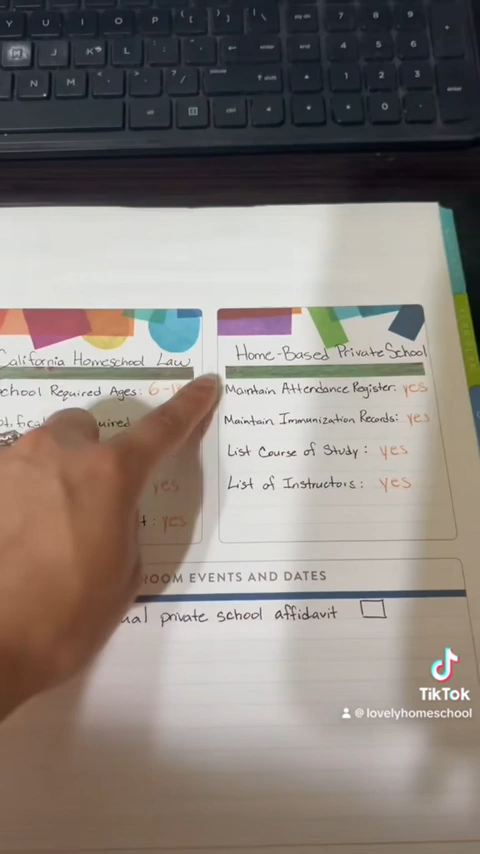 California Homeschool Law
School Required Ages: 6-18
yes
t : yes
Home-Based Private School
Maintain Attendance Register: yes
Maintain Immunization Records: yes
List Course of Study : yes
List of Instructors : yes
ROOM EVENTS AND DATES
ual private school affidavit
TikTok
@lovelyhomeschool